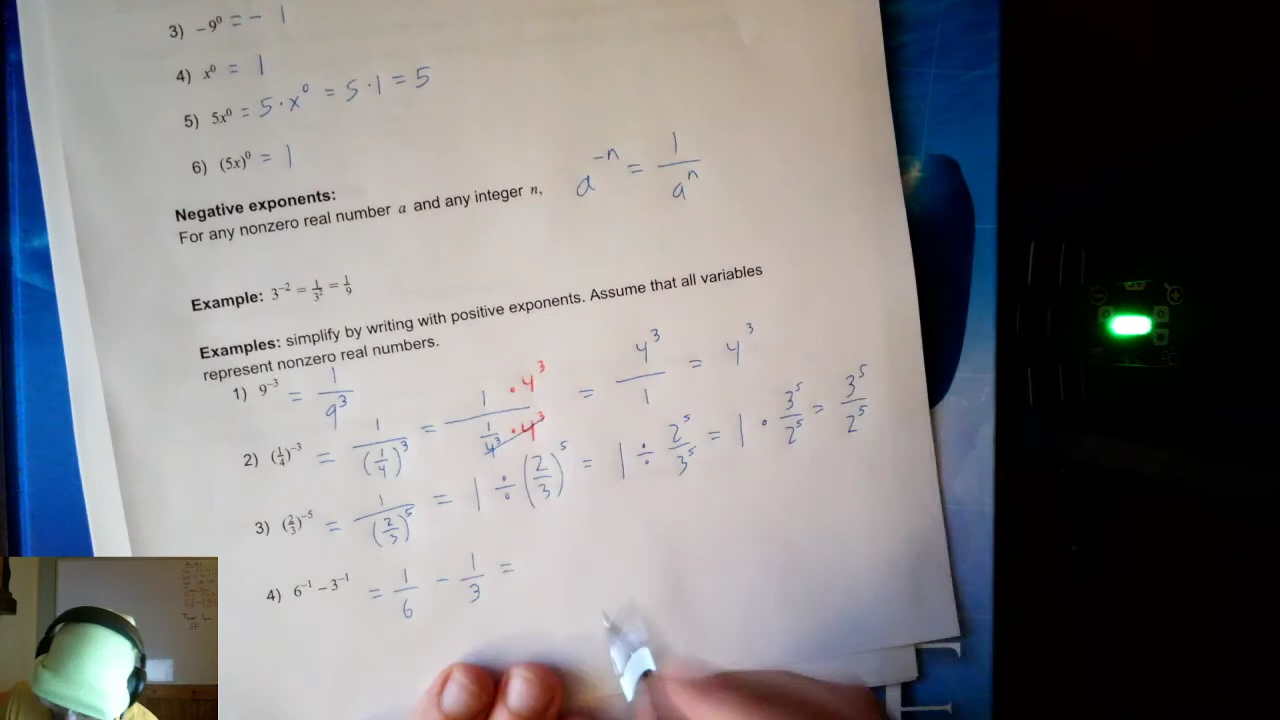 3) -9⁰ = - 1
4) x⁰ = 1
5) 5x⁰ = 5 · x⁰ = 5 · 1 = 5
6) (5x)⁰ = 1
Negative exponents:
For any nonzero real number a and any integer n, a⁻ⁿ = 1/aⁿ
Example: 3⁻² = 1/3² = 1/9
Examples: simplify by writing with positive exponents. Assume that all variables
represent nonzero real numbers.
1) 9⁻³ = 1/9³
2) (1/4)⁻³ = 1/(1/4)³ = (1 · 4³)/(1/4³ · 4³) = 4³/1 = 4³
3) (2/3)⁻⁵ = 1/(2/3)⁵ = 1 ÷ (2/3)⁵ = 1 ÷ 2⁵/3⁵ = 1 · 3⁵/2⁵ = 3⁵/2⁵
4) 6⁻¹ - 3⁻¹ = 1/6 - 1/3 =